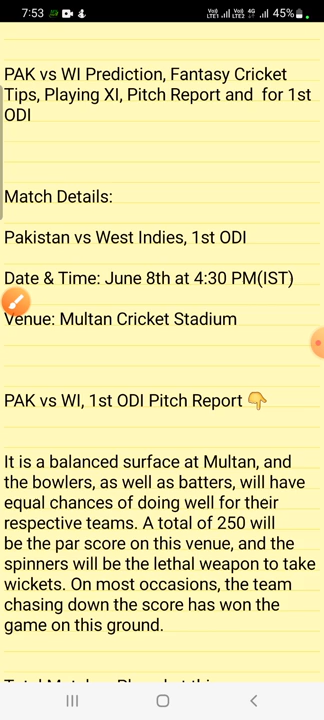 7:53 45%
PAK vs WI Prediction, Fantasy Cricket
Tips, Playing XI, Pitch Report and for 1st
ODI
Match Details:
Pakistan vs West Indies, 1st ODI
Date & Time: June 8th at 4:30 PM(IST)
Venue: Multan Cricket Stadium
PAK vs WI, 1st ODI Pitch Report 👇
It is a balanced surface at Multan, and
the bowlers, as well as batters, will have
equal chances of doing well for their
respective teams. A total of 250 will
be the par score on this venue, and the
spinners will be the lethal weapon to take
wickets. On most occasions, the team
chasing down the score has won the
game on this ground.